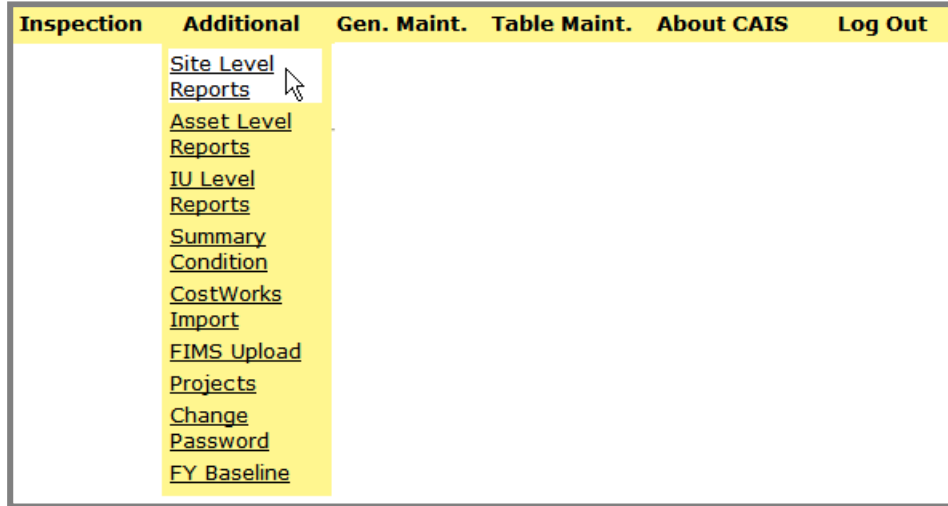 Inspection Additional Gen. Maint. Table Maint. About CAIS Log Out
Site Level
Reports
Asset Level
Reports
IU Level
Reports
Summary
Condition
CostWorks
Import
FIMS Upload
Projects
Change
Password
FY Baseline